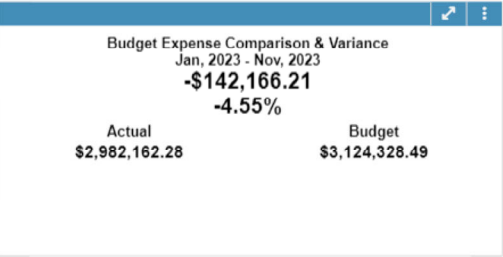 Budget Expense Comparison & Variance
Jan, 2023 - Nov, 2023
-$142,166.21
-4.55%
Actual Budget
$2,982,162.28 $3,124,328.49